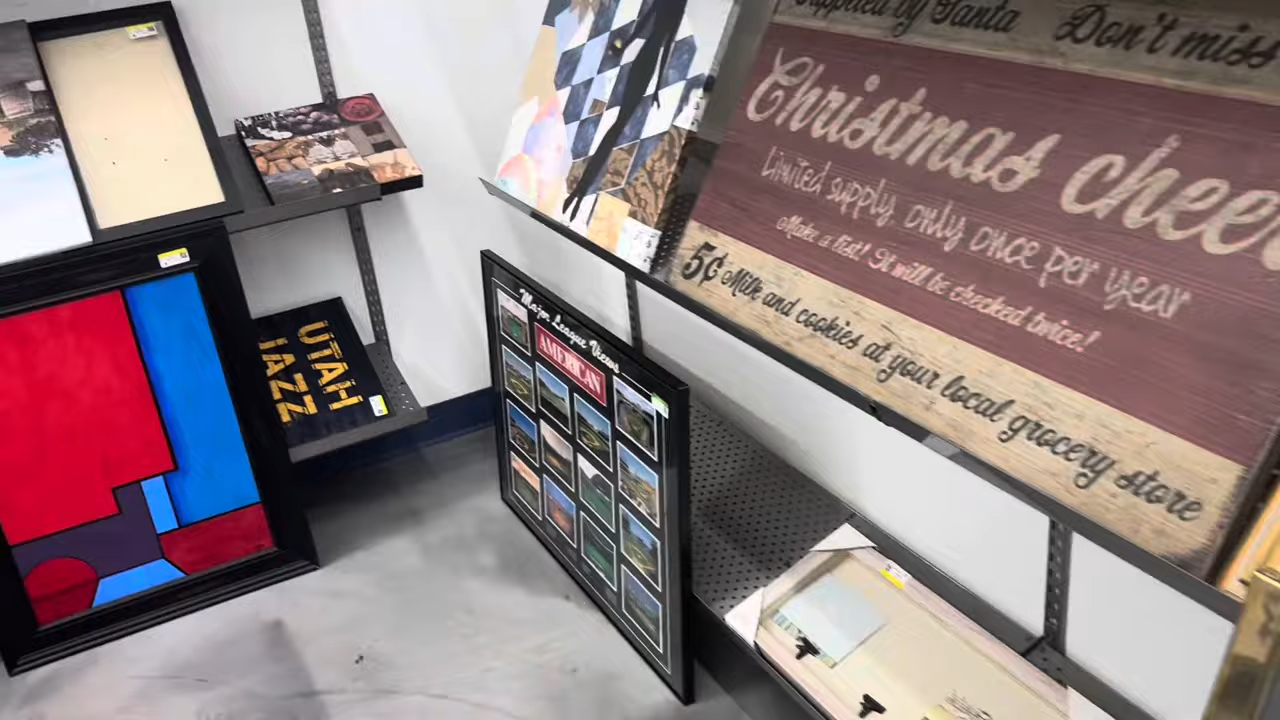 Supplied by Santa Don't miss
Christmas cheer
Limited supply, only once per year
Make a list! It will be checked twice!
5¢ Milk and cookies at your local grocery store
Major League Views
AMERICAN
UTAH
JAZZ